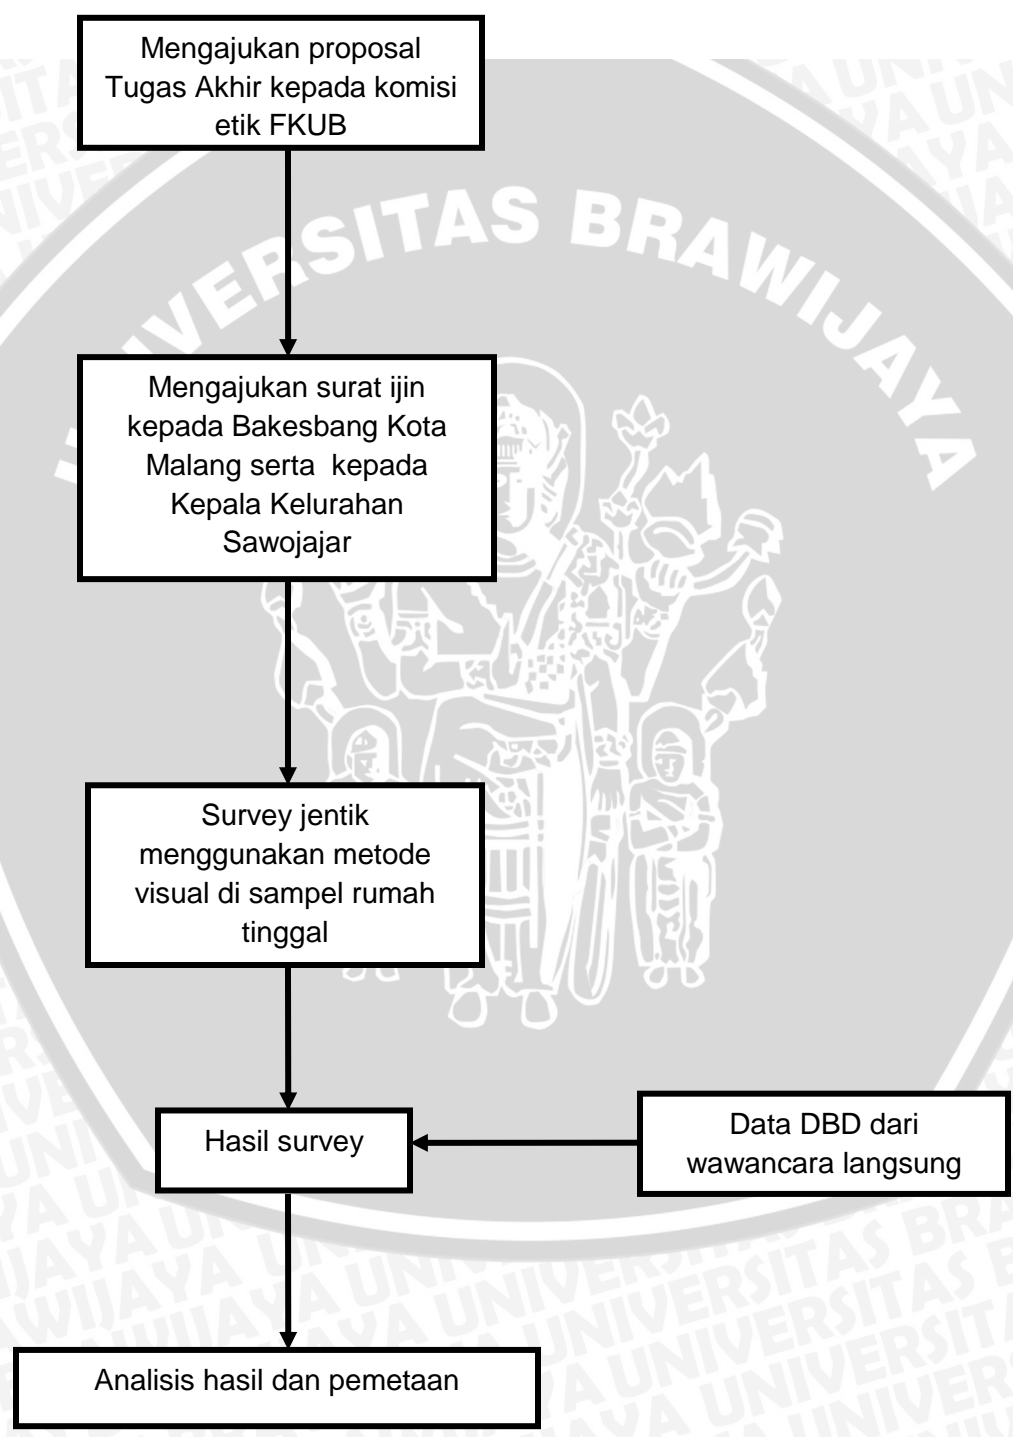 Mengajukan proposal
Tugas Akhir kepada komisi
etik FKUB
UNIVERSITAS BRAWIJAYA
Mengajukan surat ijin
kepada Bakesbang Kota
Malang serta kepada
Kepala Kelurahan
Sawojajar
Survey jentik
menggunakan metode
visual di sampel rumah
tinggal
Hasil survey
Data DBD dari
wawancara langsung
Analisis hasil dan pemetaan